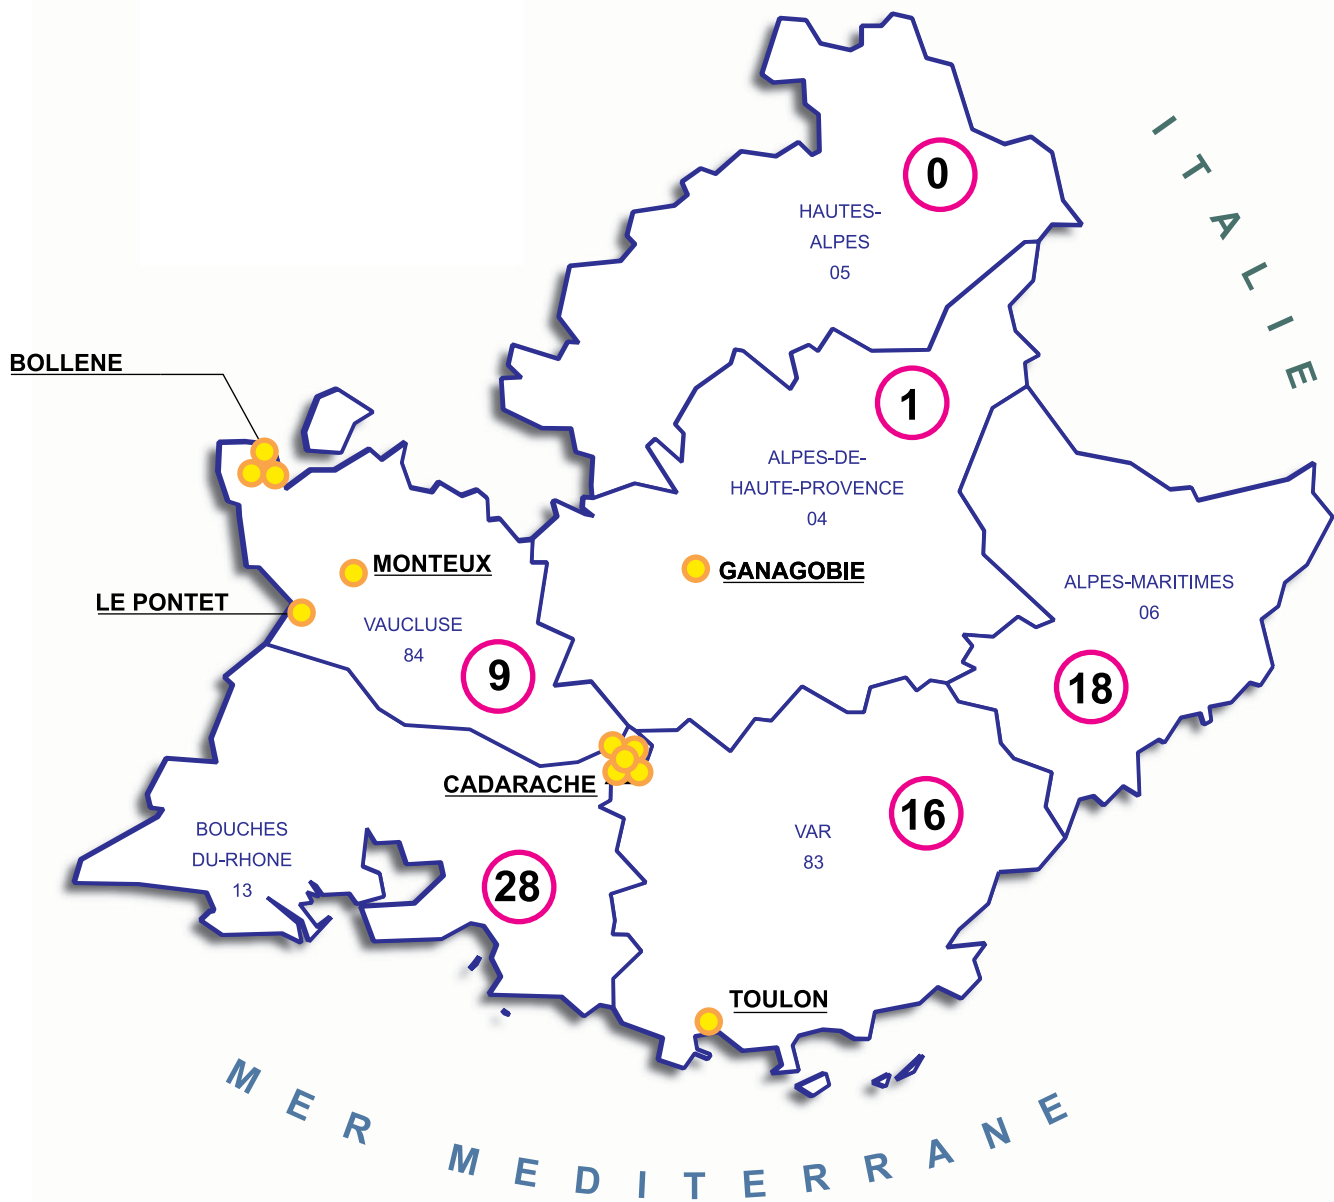 0
ITALIE
HAUTES-
ALPES
05
BOLLENE
1
ALPES-DE-
HAUTE-PROVENCE
04
MONTEUX
GANAGOBIE
LE PONTET
ALPES-MARITIMES
06
VAUCLUSE
84
9
18
CADARACHE
16
BOUCHES
DU-RHONE
13
VAR
83
28
TOULON
MER MEDITERRANE